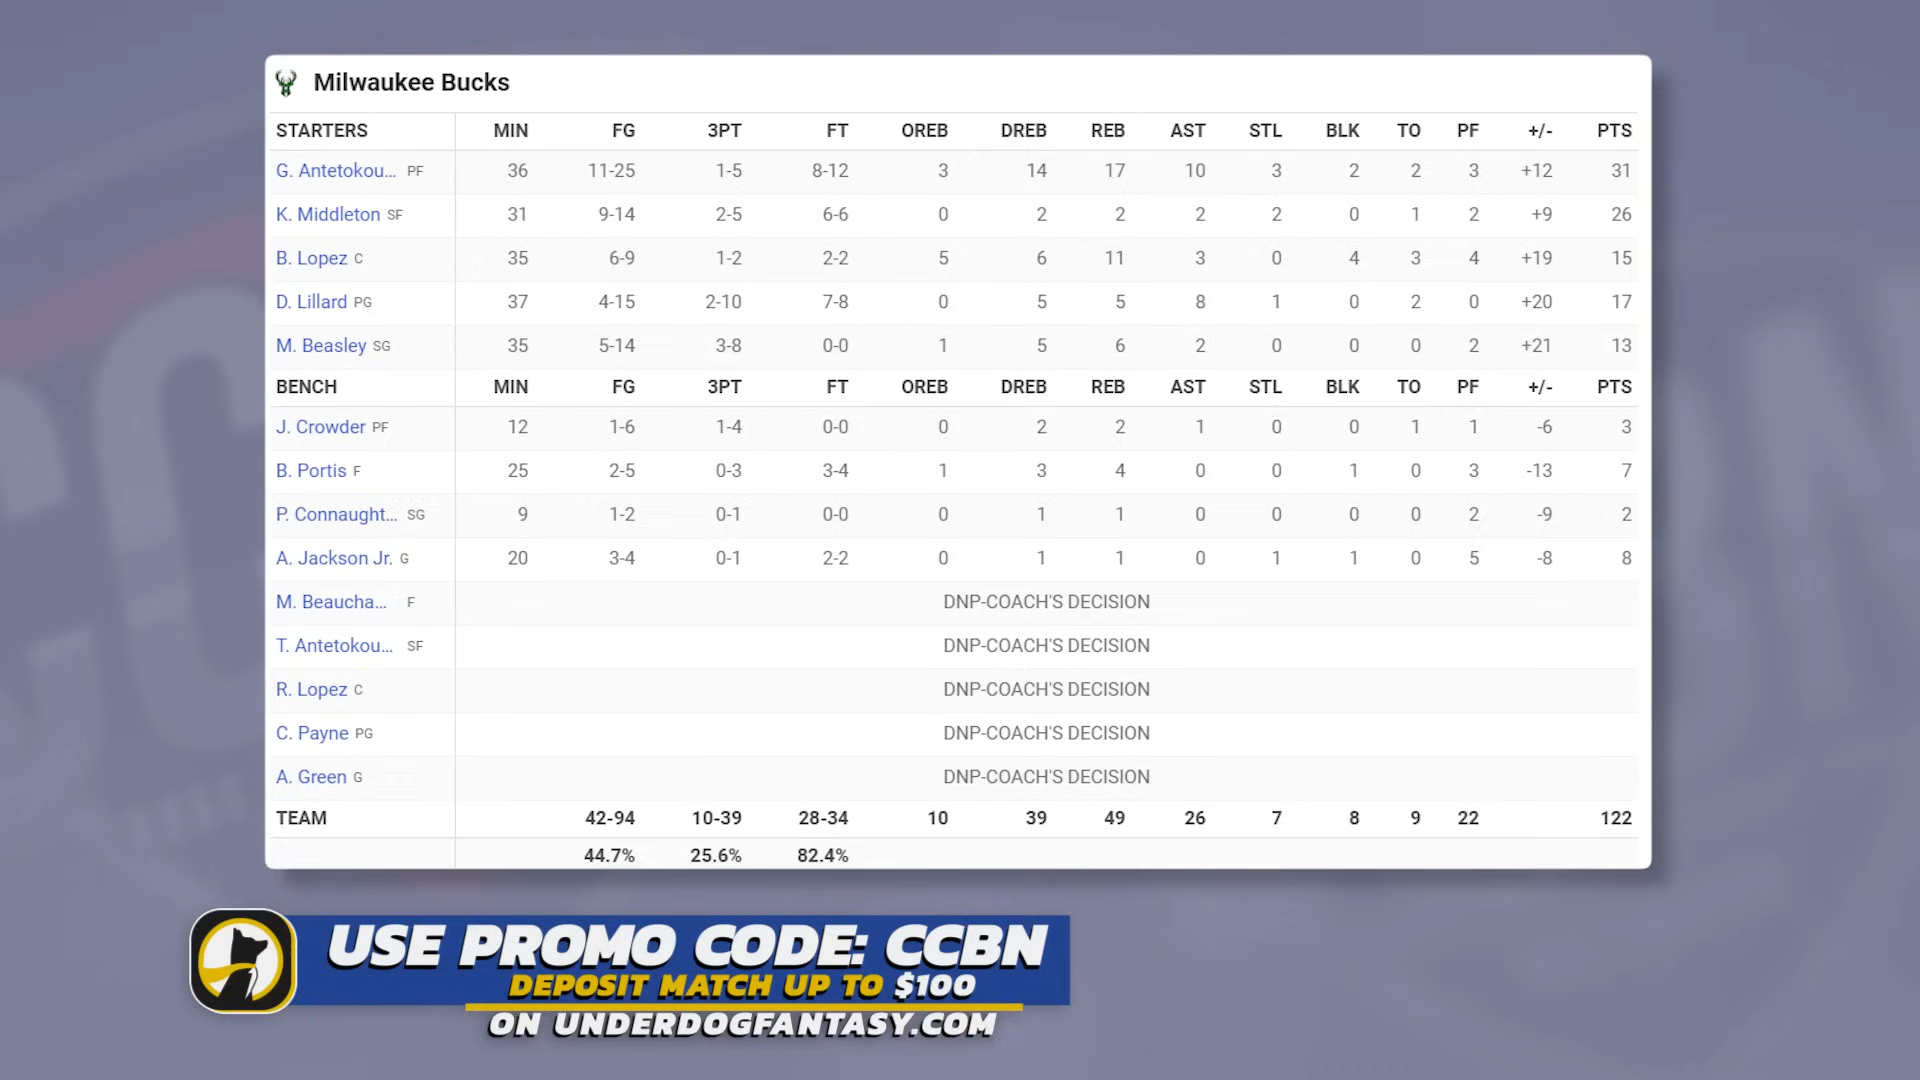 Milwaukee Bucks
STARTERS MIN FG 3PT FT OREB DREB REB AST STL BLK TO PF +/- PTS
G. Antetokou... PF 36 11-25 1-5 8-12 3 14 17 10 3 2 2 3 +12 31
K. Middleton SF 31 9-14 2-5 6-6 0 2 2 2 2 0 1 2 +9 26
B. Lopez C 35 6-9 1-2 2-2 5 6 11 3 0 4 3 4 +19 15
D. Lillard PG 37 4-15 2-10 7-8 0 5 5 8 1 0 2 0 +20 17
M. Beasley SG 35 5-14 3-8 0-0 1 5 6 2 0 0 0 2 +21 13
BENCH MIN FG 3PT FT OREB DREB REB AST STL BLK TO PF +/- PTS
J. Crowder PF 12 1-6 1-4 0-0 0 2 2 1 0 0 1 1 -6 3
B. Portis F 25 2-5 0-3 3-4 1 3 4 0 0 1 0 3 -13 7
P. Connaught... SG 9 1-2 0-1 0-0 0 1 1 0 0 0 0 2 -9 2
A. Jackson Jr. G 20 3-4 0-1 2-2 0 1 1 0 1 1 0 5 -8 8
M. Beaucha... F DNP-COACH'S DECISION
T. Antetokou... SF DNP-COACH'S DECISION
R. Lopez C DNP-COACH'S DECISION
C. Payne PG DNP-COACH'S DECISION
A. Green G DNP-COACH'S DECISION
TEAM 42-94 10-39 28-34 10 39 49 26 7 8 9 22 122
44.7% 25.6% 82.4%
USE PROMO CODE: CCBN
DEPOSIT MATCH UP TO $100
ON UNDERDOGFANTASY.COM